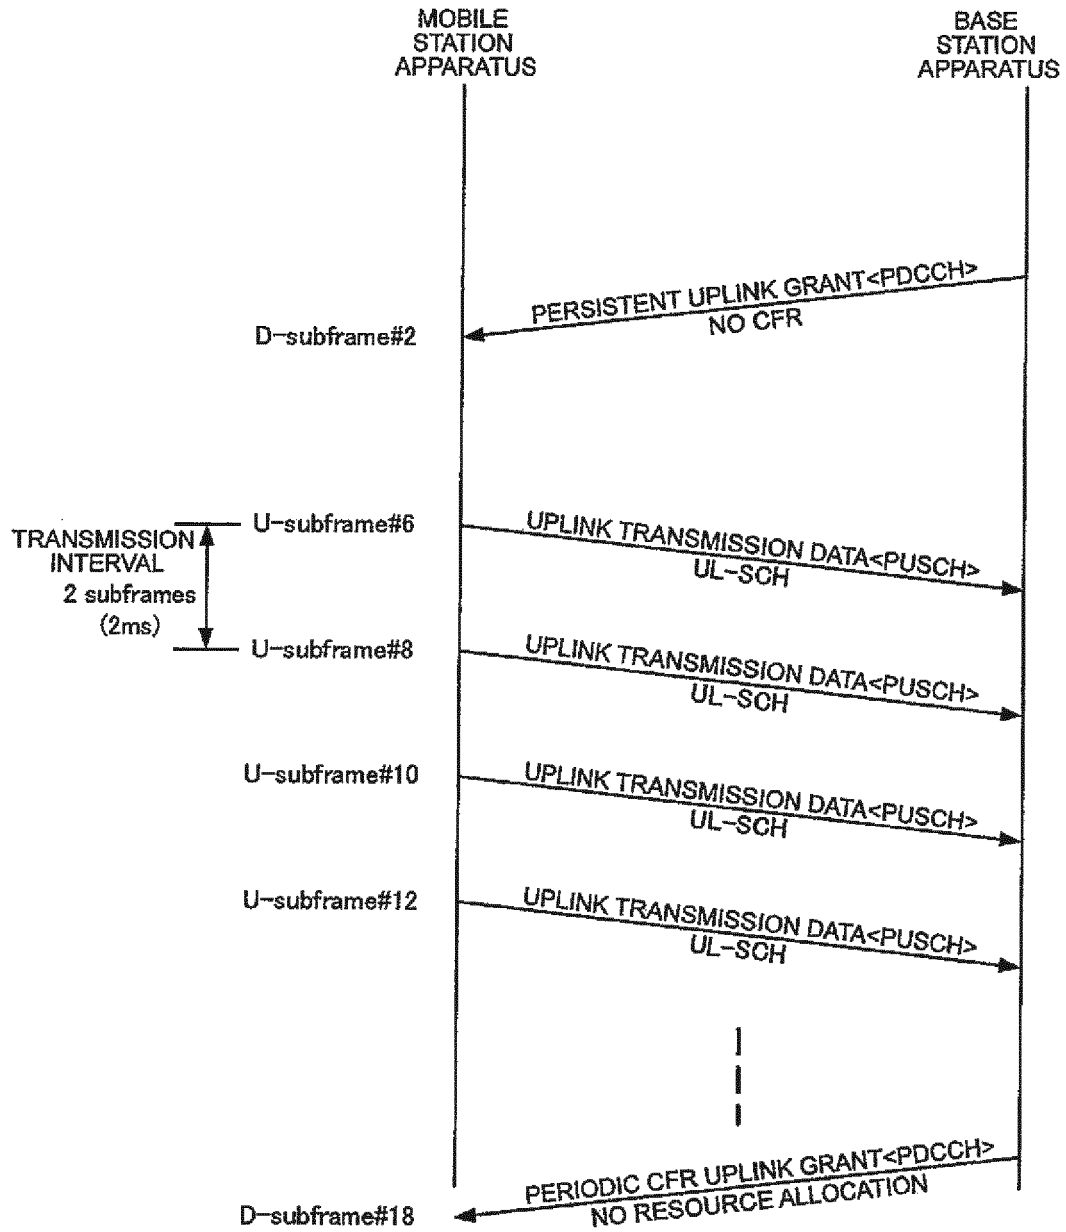 MOBILE
STATION
APPARATUS
BASE
STATION
APPARATUS
PERSISTENT UPLINK GRANT<PDCCH>
NO CFR
D-subframe#2
U-subframe#6
UPLINK TRANSMISSION DATA<PUSCH>
UL-SCH
TRANSMISSION
INTERVAL
2 subframes
(2ms)
U-subframe#8
UPLINK TRANSMISSION DATA<PUSCH>
UL-SCH
U-subframe#10
UPLINK TRANSMISSION DATA<PUSCH>
UL-SCH
U-subframe#12
UPLINK TRANSMISSION DATA<PUSCH>
UL-SCH
PERIODIC CFR UPLINK GRANT<PDCCH>
NO RESOURCE ALLOCATION
D-subframe#18